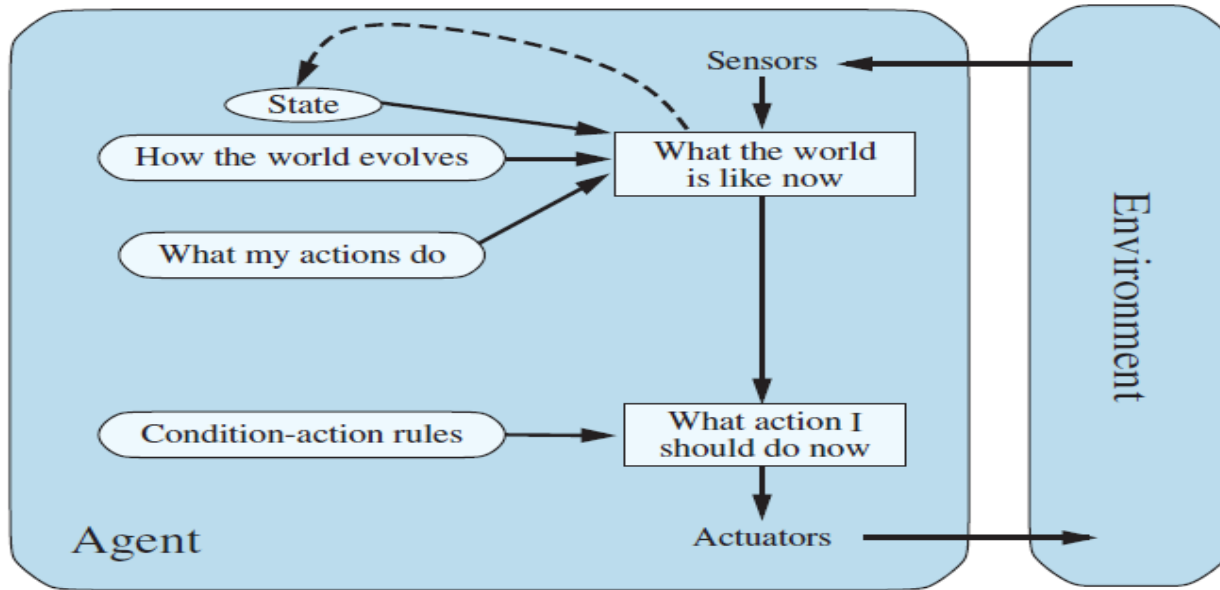 Sensors
State
What the world
is like now
How the world evolves
What my actions do
Environment
Condition-action rules
What action I
should do now
Agent
Actuators